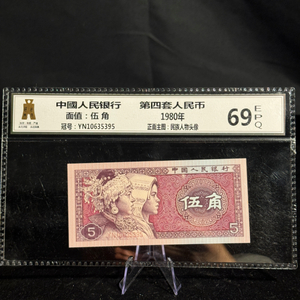 中國人民银行 第四套人民币
面值：伍 角 1980年
冠号：YN10635395 正面主图：民族人物头像
69 EPQ
中国人民银行
伍角
5 5